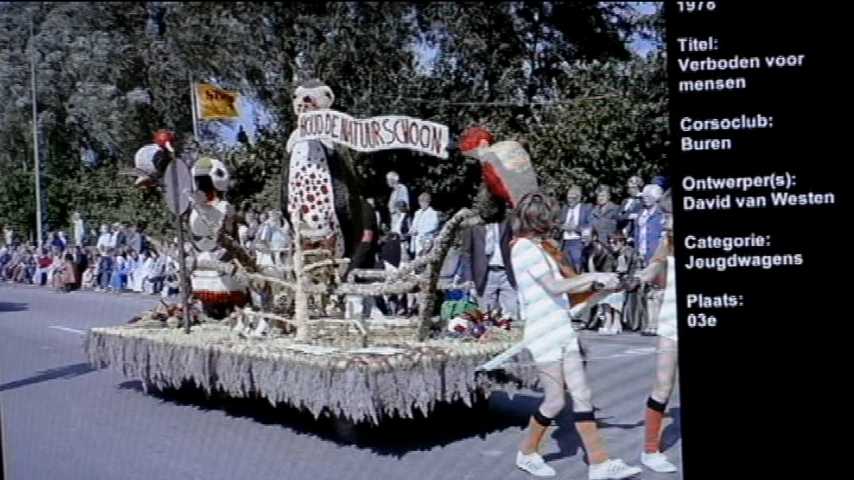 1978
Titel:
Verboden voor
mensen
Corsoclub:
Buren
Ontwerper(s):
David van Westen
Categorie:
Jeugdwagens
Plaats:
03e
HOUD DE NATUUR SCHOON